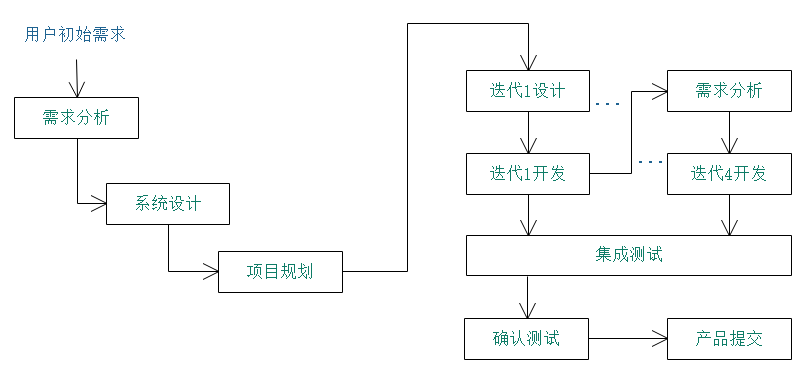 用户初始需求
需求分析
系统设计
项目规划
迭代1设计
...
需求分析
迭代1开发
...
迭代4开发
集成测试
确认测试
产品提交